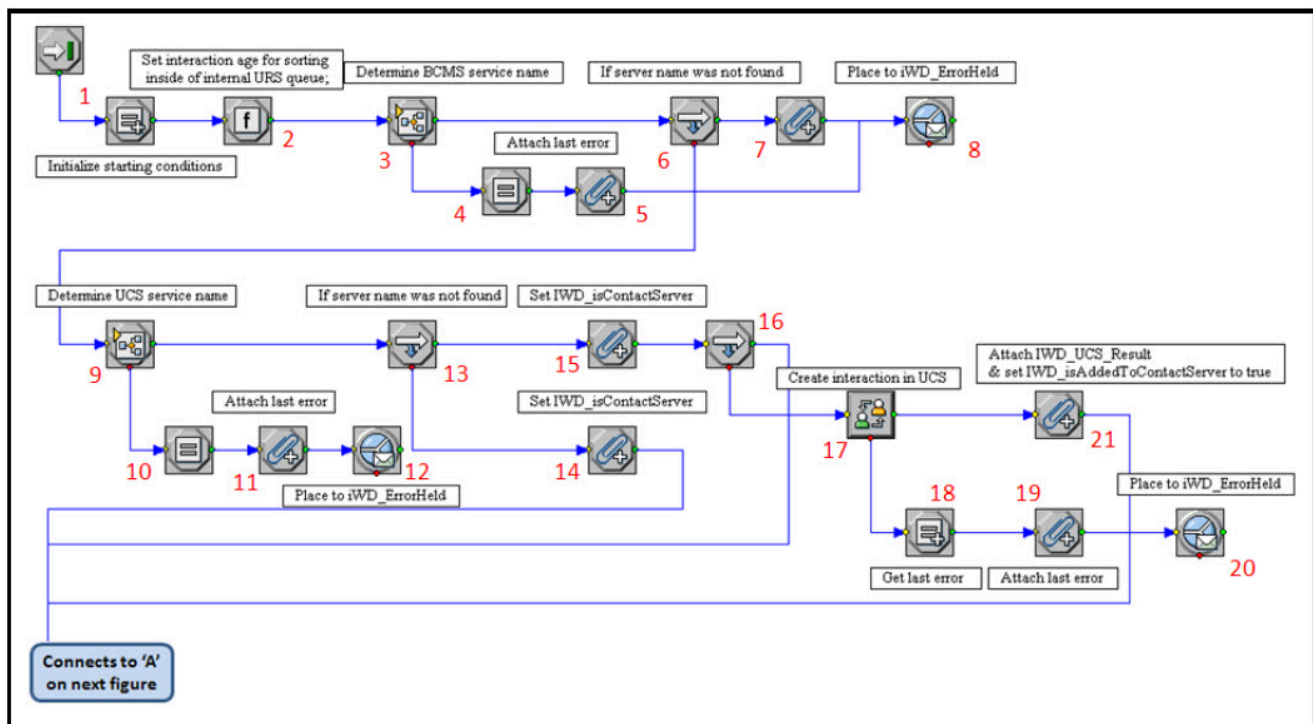 Set interaction age for sorting
inside of internal URS queue;
Determine BCMS service name
If server name was not found
Place to iWD_ErrorHeld
1
f
2
3
6
7
8
Initialize starting conditions
Attach last error
4
5
Determine UCS service name
If server name was not found
Set IWD_isContactServer
16
9
13
15
Attach IWD_UCS_Result
& set IWD_isAddedToContactServer to true
Create interaction in UCS
Attach last error
Set IWD_isContactServer
17
21
10
11
12
14
Place to iWD_ErrorHeld
18
19
Place to iWD_ErrorHeld
20
Get last error
Attach last error
Connects to ‘A’
on next figure